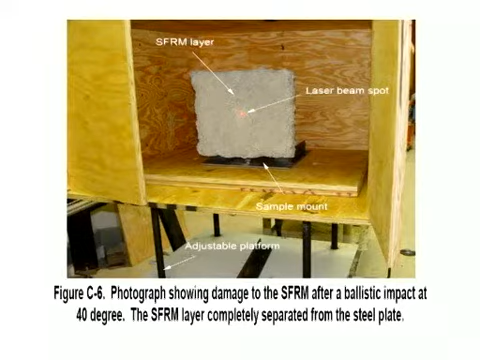 SFRM layer
Laser beam spot
Sample mount
Adjustable platform
Figure C-6. Photograph showing damage to the SFRM after a ballistic impact at
40 degree. The SFRM layer completely separated from the steel plate.